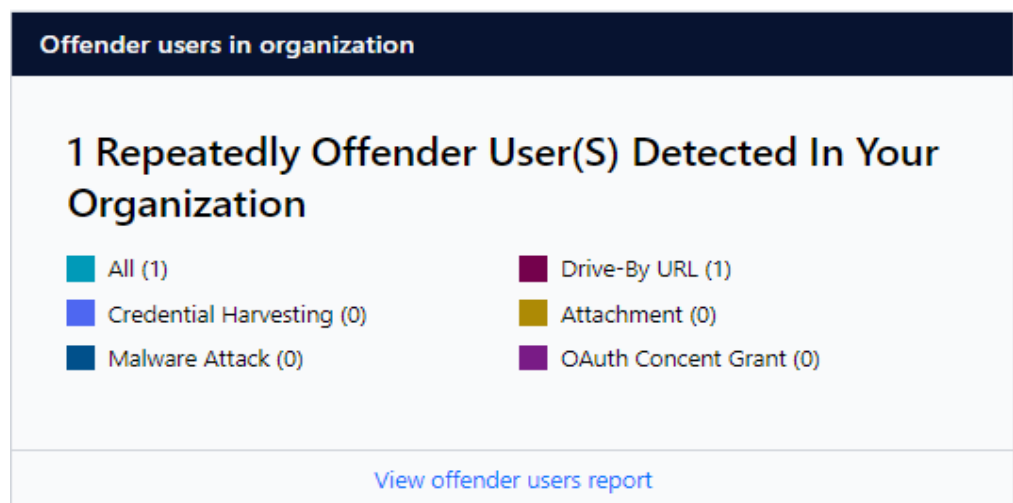 Offender users in organization
1 Repeatedly Offender User(S) Detected In Your
Organization
All (1)
Drive-By URL (1)
Credential Harvesting (0)
Attachment (0)
Malware Attack (0)
OAuth Concent Grant (0)
View offender users report